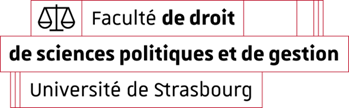 Faculté de droit
de sciences politiques et de gestion
Université de Strasbourg